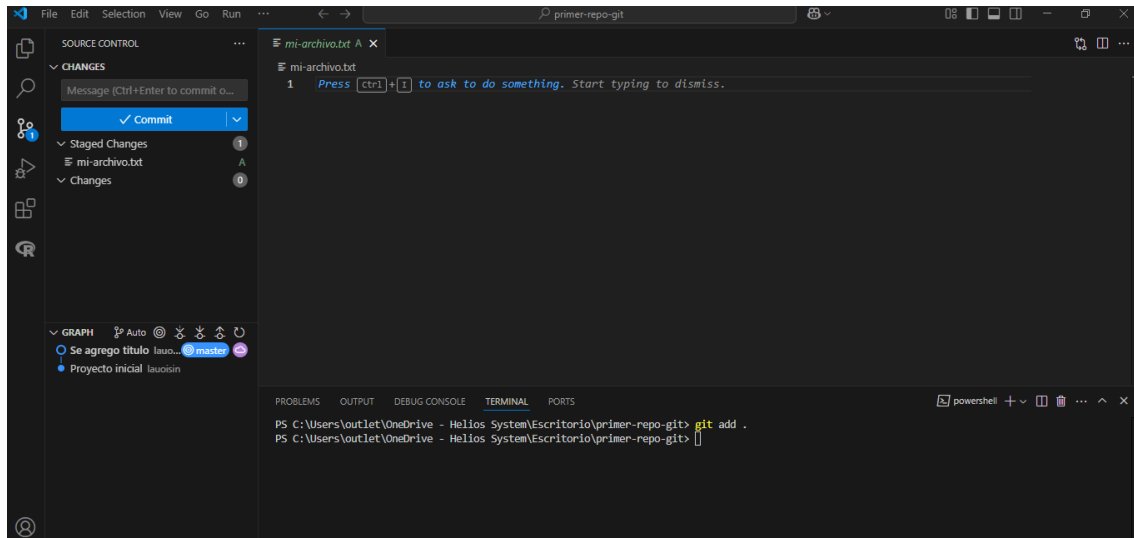 File Edit Selection View Go Run ···
primer-repo-git
SOURCE CONTROL ···
CHANGES
Message (Ctrl+Enter to commit o...
Commit
Staged Changes 1
mi-archivo.txt A
Changes 0
1
GRAPH Auto
Se agrego titulo lauo... master
Proyecto inicial lauoisin
mi-archivo.txt A
mi-archivo.txt
1 Press Ctrl+I to ask to do something. Start typing to dismiss.
PROBLEMS OUTPUT DEBUG CONSOLE TERMINAL PORTS powershell
PS C:\Users\outlet\OneDrive - Helios System\Escritorio\primer-repo-git> git add .
PS C:\Users\outlet\OneDrive - Helios System\Escritorio\primer-repo-git>